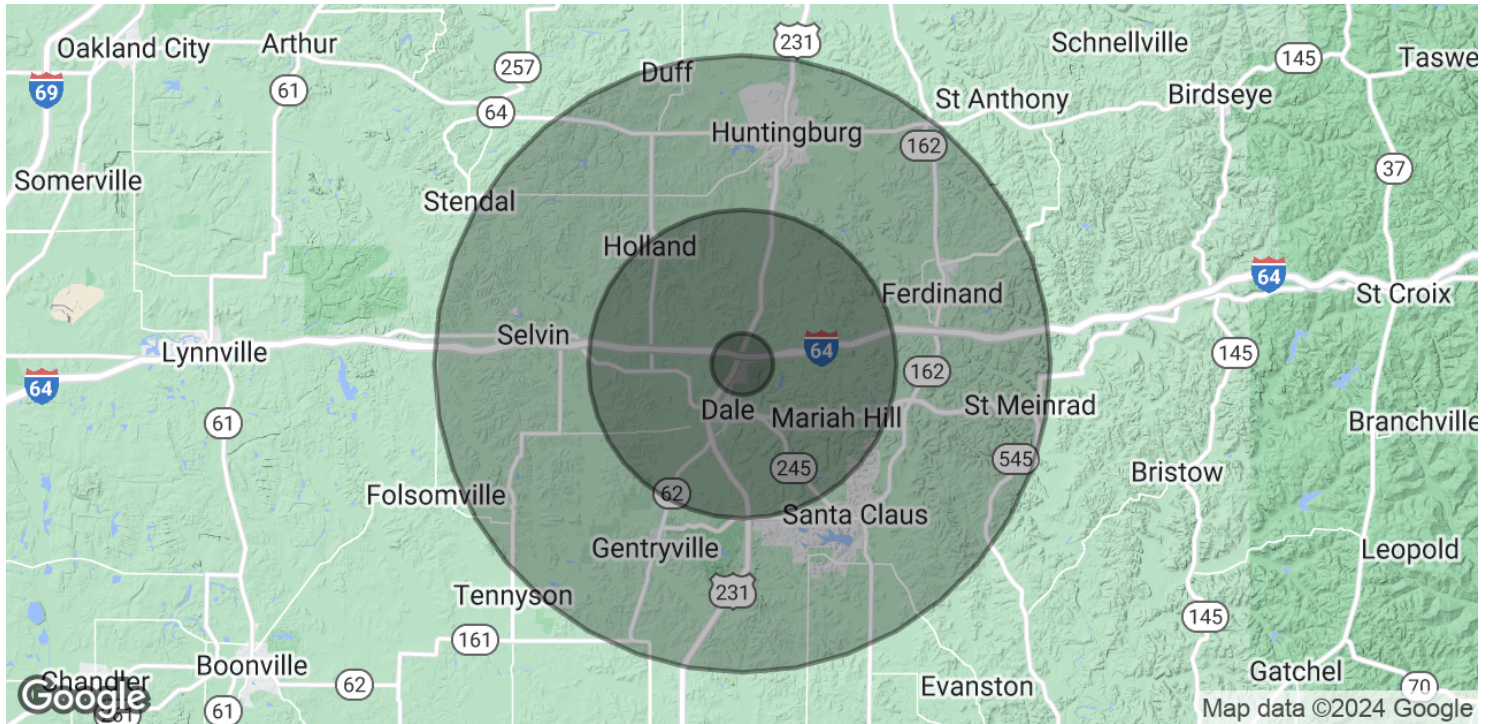 231
Schnellville
Oakland City
Arthur
145
Taswe
257
Duff
69
61
64
St Anthony
Birdseye
Huntingburg
162
37
Somerville
Stendal
Holland
64
Ferdinand
St Croix
Selvin
64
Lynnville
145
162
64
Dale
Mariah Hill
St Meinrad
61
Branchville
545
245
Bristow
Folsomville
62
Santa Claus
Gentryville
Leopold
231
Tennyson
145
161
Boonville
Gatchel
Chandler
62
Evanston
70
Google
261
61
Map data ©2024 Google